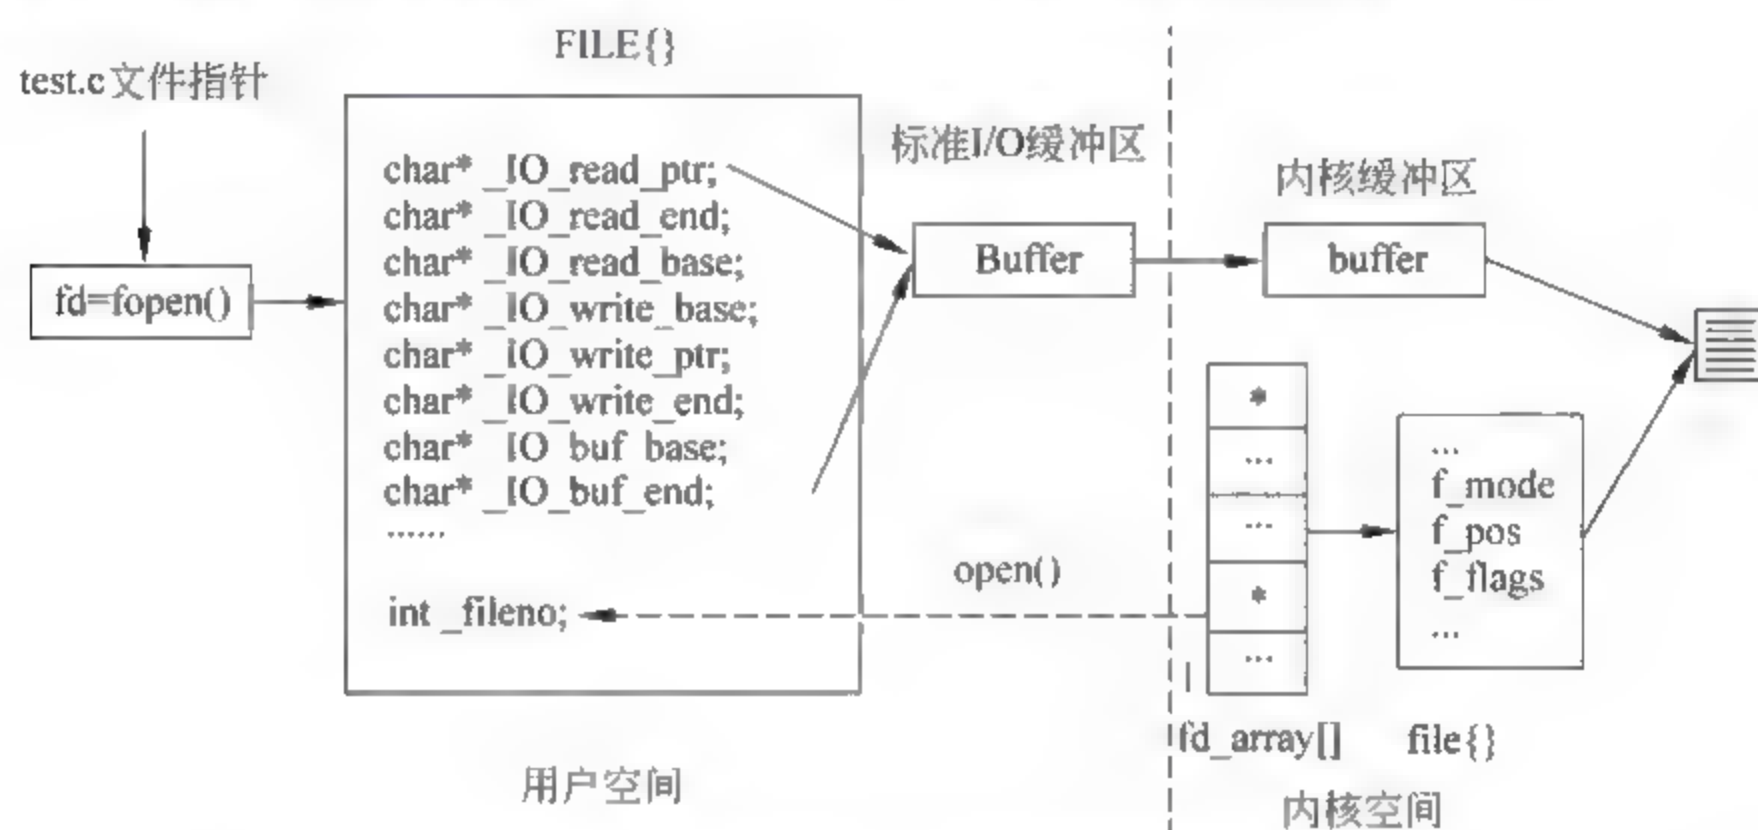 FILE{}
test.c文件指针
标准I/O缓冲区
内核缓冲区
char* _IO_read_ptr;
char* _IO_read_end;
char* _IO_read_base;
char* _IO_write_base;
char* _IO_write_ptr;
char* _IO_write_end;
char* _IO_buf_base;
char* _IO_buf_end;
......
int _fileno;
fd=fopen()
Buffer
buffer
open()
*
...
...
*
...
...
f_mode
f_pos
f_flags
...
fd_array[]
file{}
用户空间
内核空间